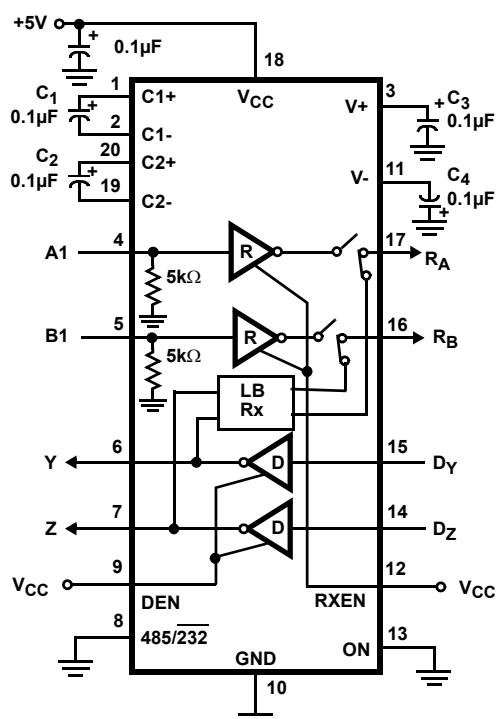 +5V
0.1µF
18
1
C1+
VCC
3
V+
C1
0.1µF
C3
0.1µF
2
C1-
20
C2+
C2
0.1µF
11
V-
C4
0.1µF
19
C2-
A1
4
R
17
RA
5kΩ
B1
5
R
16
RB
5kΩ
LB
Rx
Y
6
D
15
DY
Z
7
D
14
DZ
VCC
9
DEN
12
RXEN
VCC
8
485/232
13
ON
GND
10
+
+
+
+
+